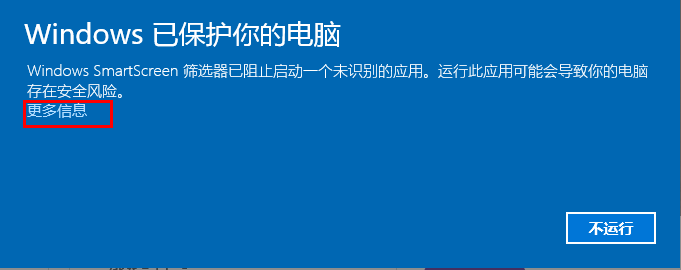 Windows 已保护你的电脑
Windows SmartScreen 筛选器已阻止启动一个未识别的应用。运行此应用可能会导致你的电脑
存在安全风险。
更多信息
不运行